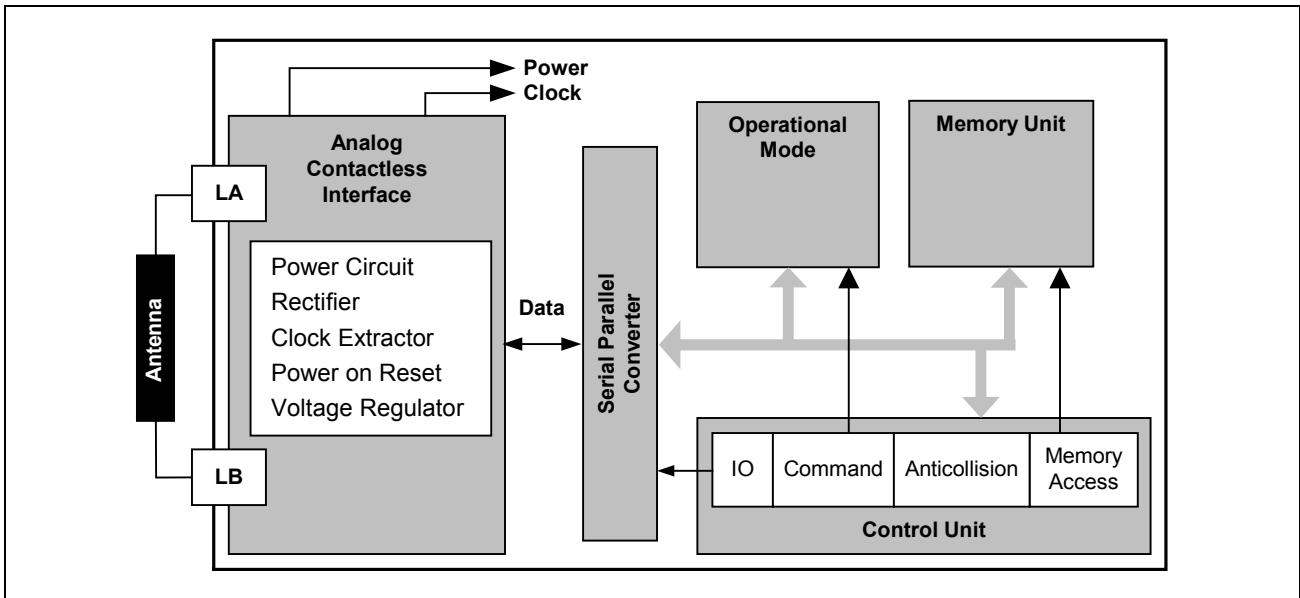 Power
Clock
Analog
Contactless
Interface
LA
Antenna
LB
Power Circuit
Rectifier
Clock Extractor
Power on Reset
Voltage Regulator
Data
Serial Parallel
Converter
Operational
Mode
Memory Unit
IO
Command
Anticollision
Memory
Access
Control Unit